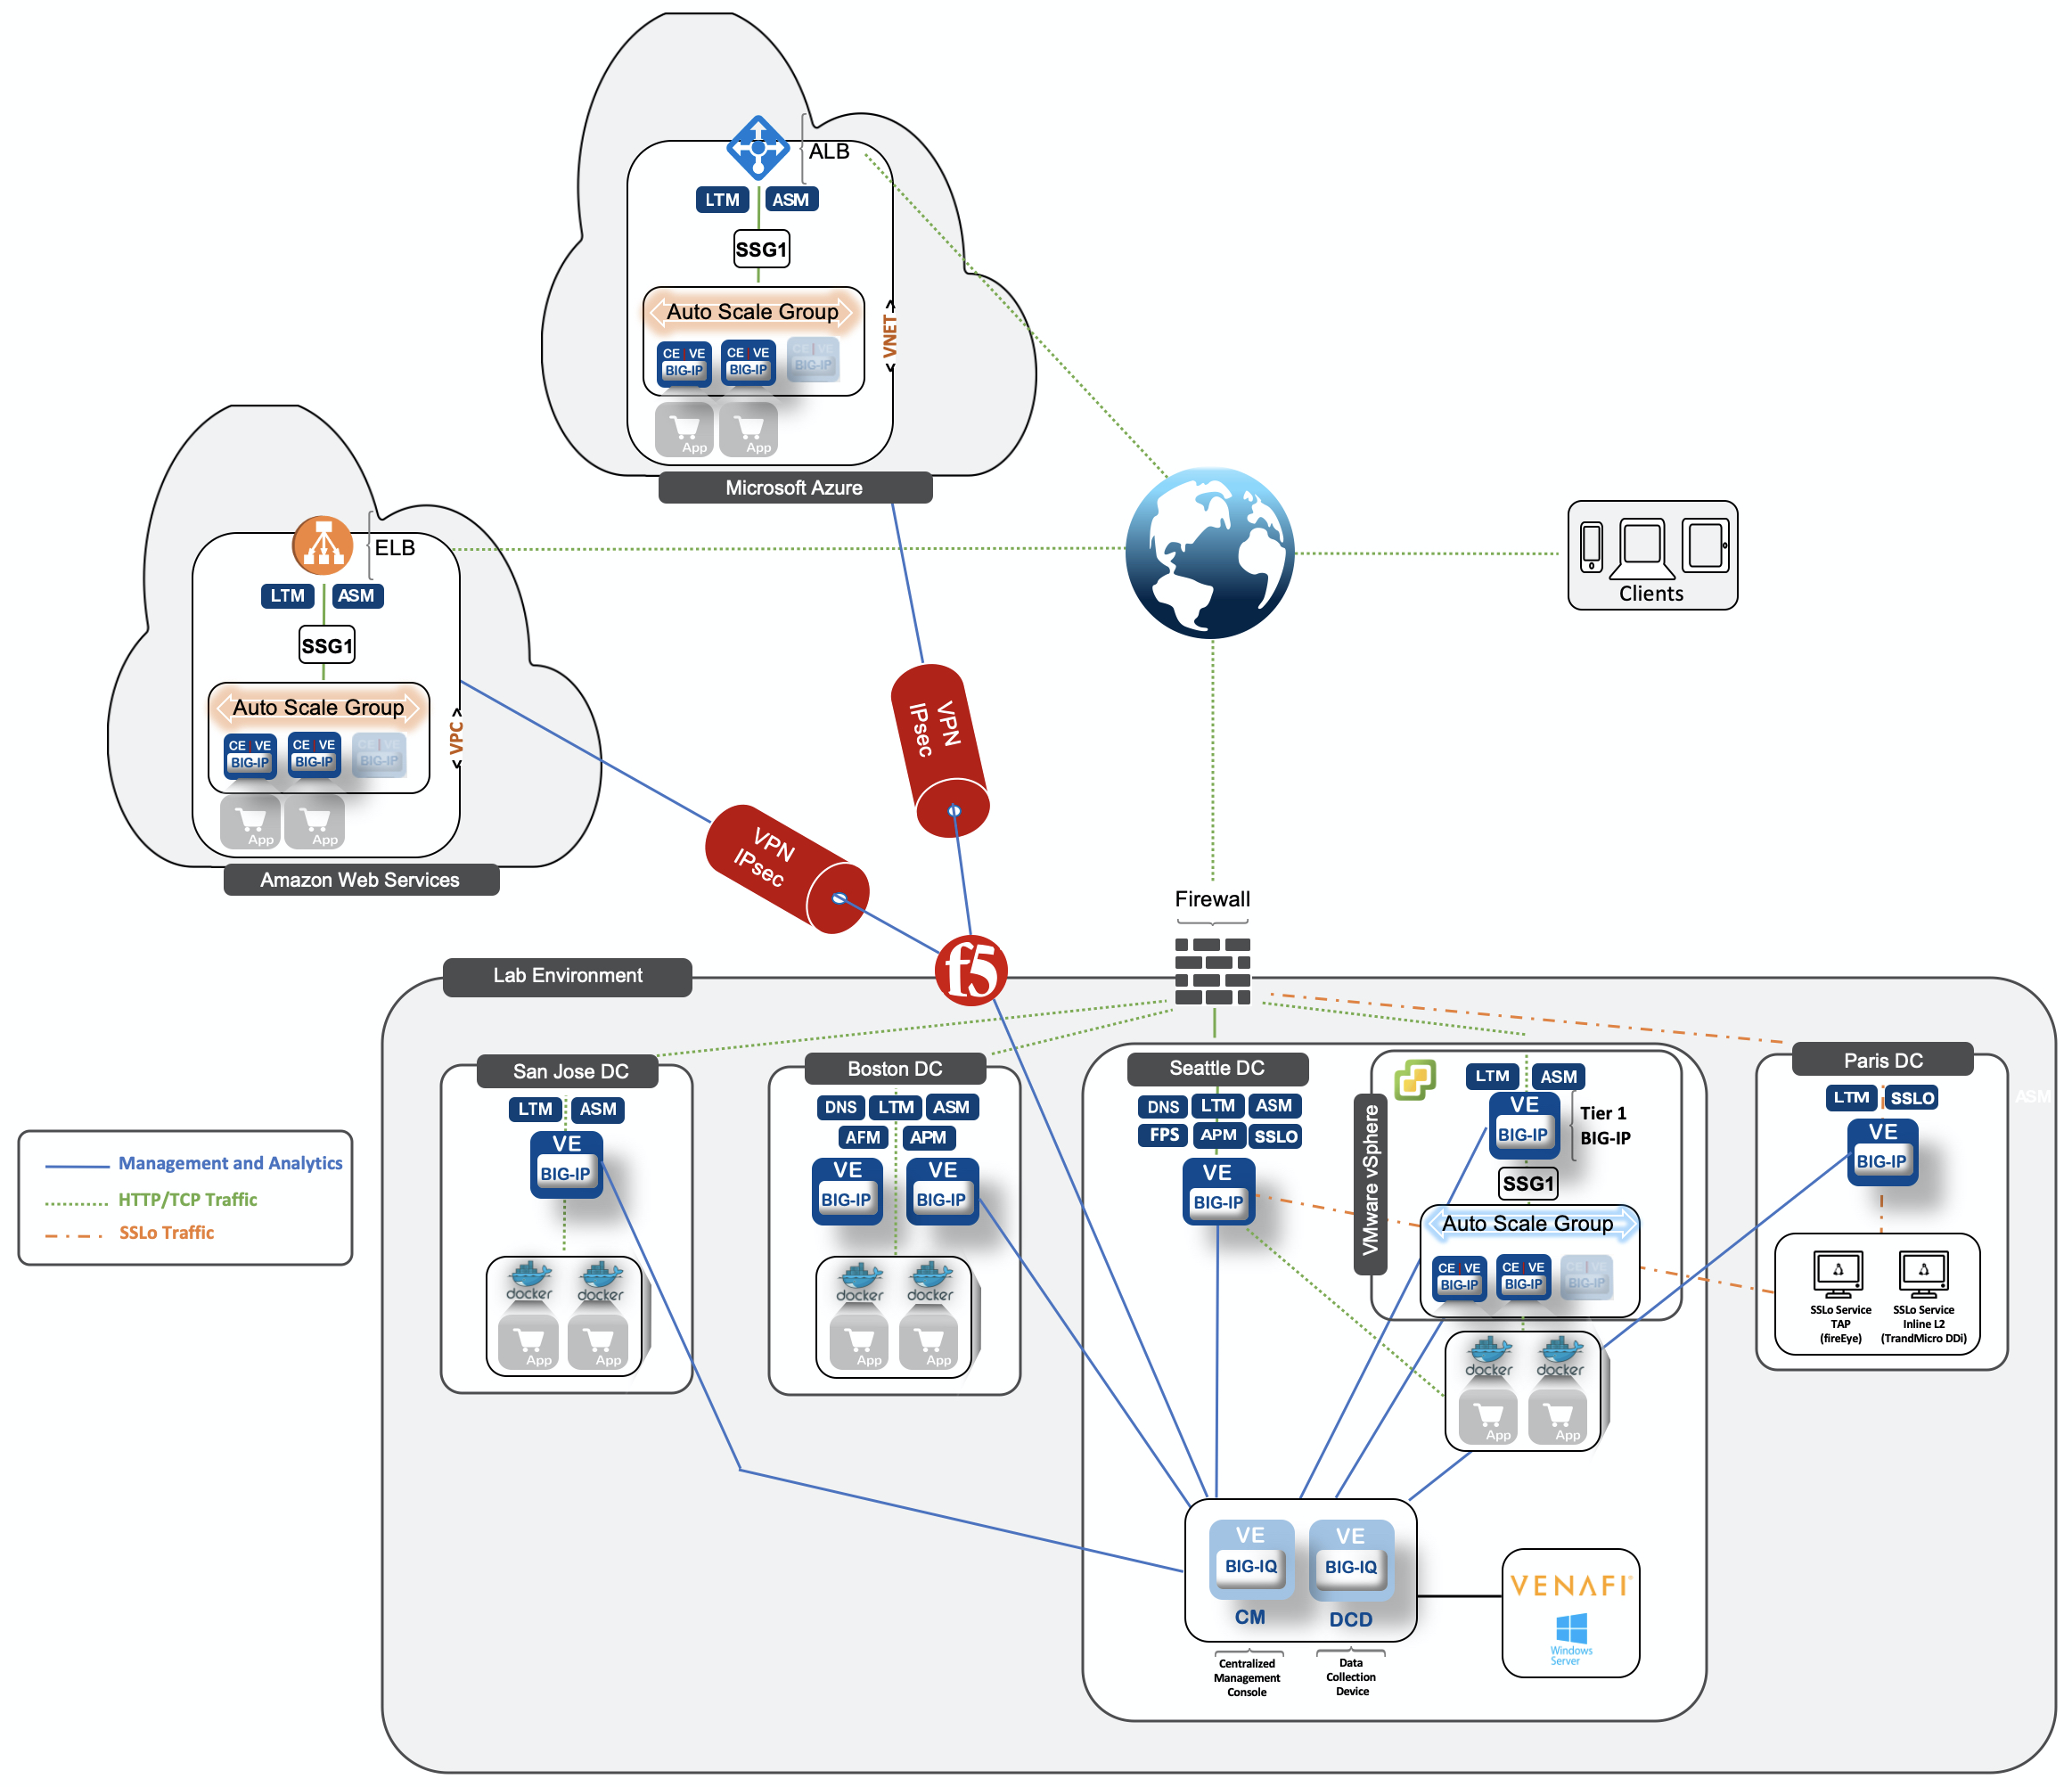 ALB
LTM ASM
SSG1
Auto Scale Group
CE | VE
BIG-IP
CE | VE
BIG-IP
CE | VE
BIG-IP
App
App
< VNET >
Microsoft Azure
ELB
LTM ASM
SSG1
Auto Scale Group
CE | VE
BIG-IP
CE | VE
BIG-IP
CE | VE
BIG-IP
App
App
< VPC >
Amazon Web Services
VPN
IPsec
VPN
IPsec
Clients
Firewall
f5
Lab Environment
San Jose DC
LTM ASM
VE
BIG-IP
docker
docker
App
App
Boston DC
DNS LTM ASM
AFM APM
VE
BIG-IP
VE
BIG-IP
docker
docker
App
App
Seattle DC
DNS LTM ASM
FPS APM SSLO
VE
BIG-IP
VMware vSphere
LTM ASM
VE
BIG-IP
Tier 1
BIG-IP
SSG1
Auto Scale Group
CE | VE
BIG-IP
CE | VE
BIG-IP
CE | VE
BIG-IP
docker
docker
App
App
Paris DC
LTM SSLO
ASM
VE
BIG-IP
SSLo Service
TAP
(fireEye)
SSLo Service
Inline L2
(TrandMicro DDi)
Management and Analytics
HTTP/TCP Traffic
SSLo Traffic
VE
BIG-IQ
CM
VE
BIG-IQ
DCD
Centralized
Management
Console
Data
Collection
Device
VENAFI®
Windows
Server